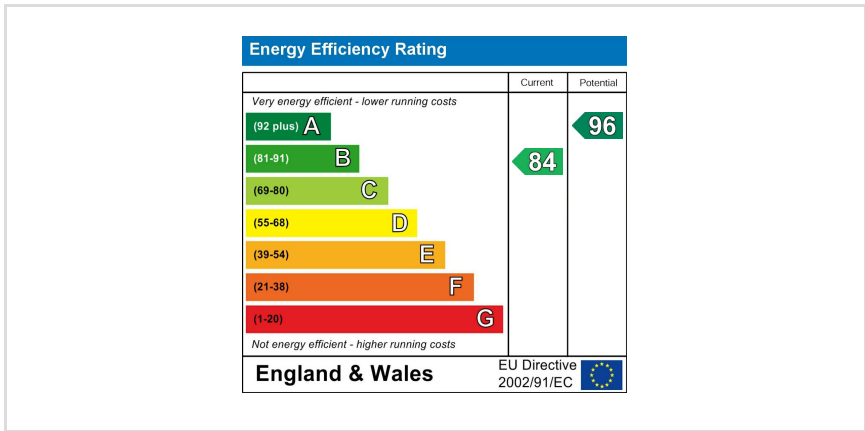 Energy Efficiency Rating
Current Potential
Very energy efficient - lower running costs
(92 plus) A 96
(81-91) B 84
(69-80) C
(55-68) D
(39-54) E
(21-38) F
(1-20) G
Not energy efficient - higher running costs
England & Wales
EU Directive
2002/91/EC